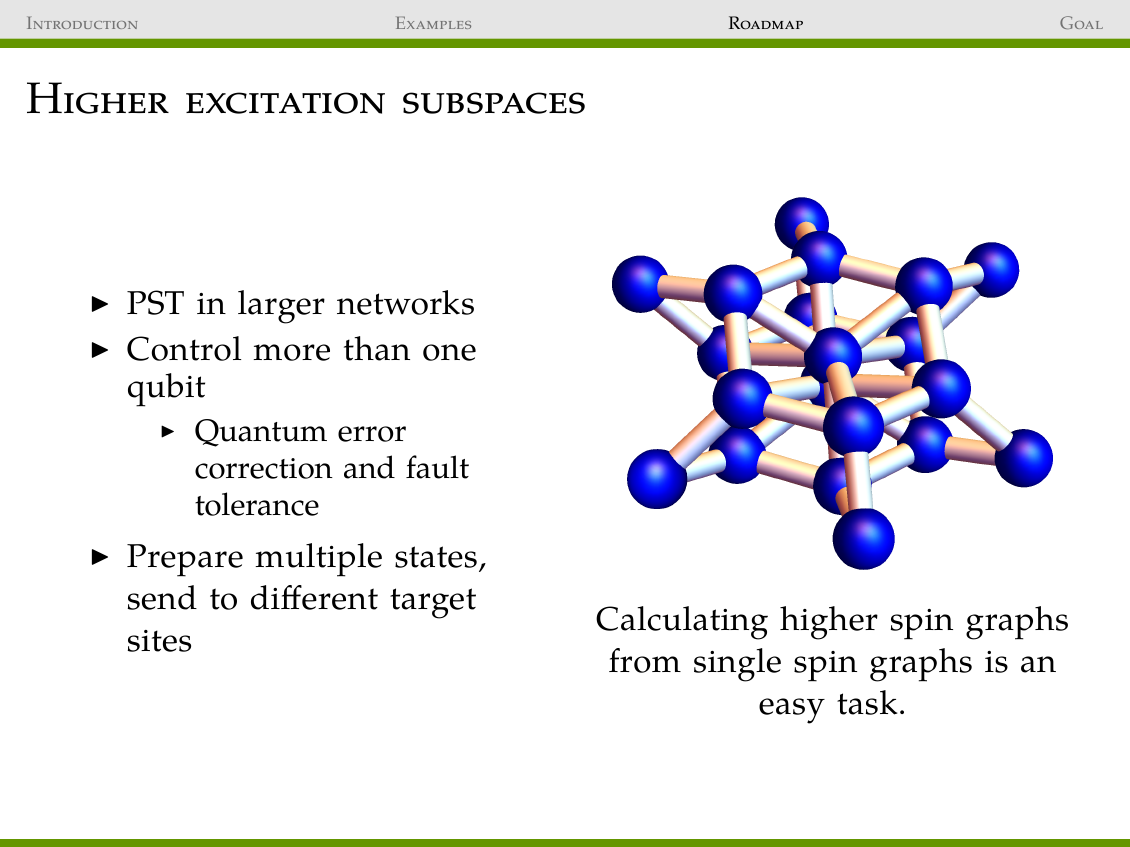 Introduction
Examples
Roadmap
Goal
Higher excitation subspaces
▶ PST in larger networks
▶ Control more than one
qubit
▶ Quantum error
correction and fault
tolerance
▶ Prepare multiple states,
send to different target
sites
Calculating higher spin graphs
from single spin graphs is an
easy task.